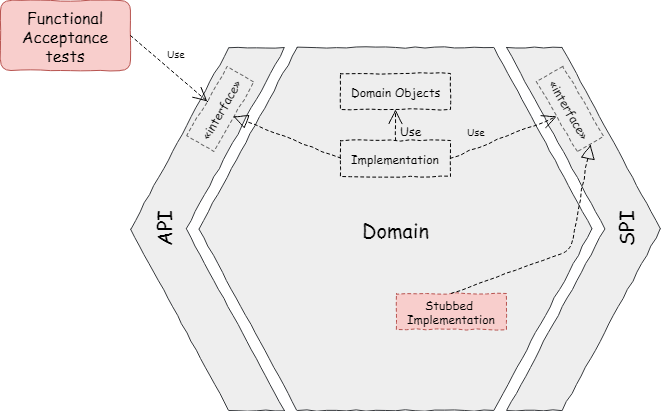 Functional
Acceptance
tests
Use
«interface»
Domain Objects
«interface»
Use
Use
Implementation
API
Domain
SPI
Stubbed
Implementation